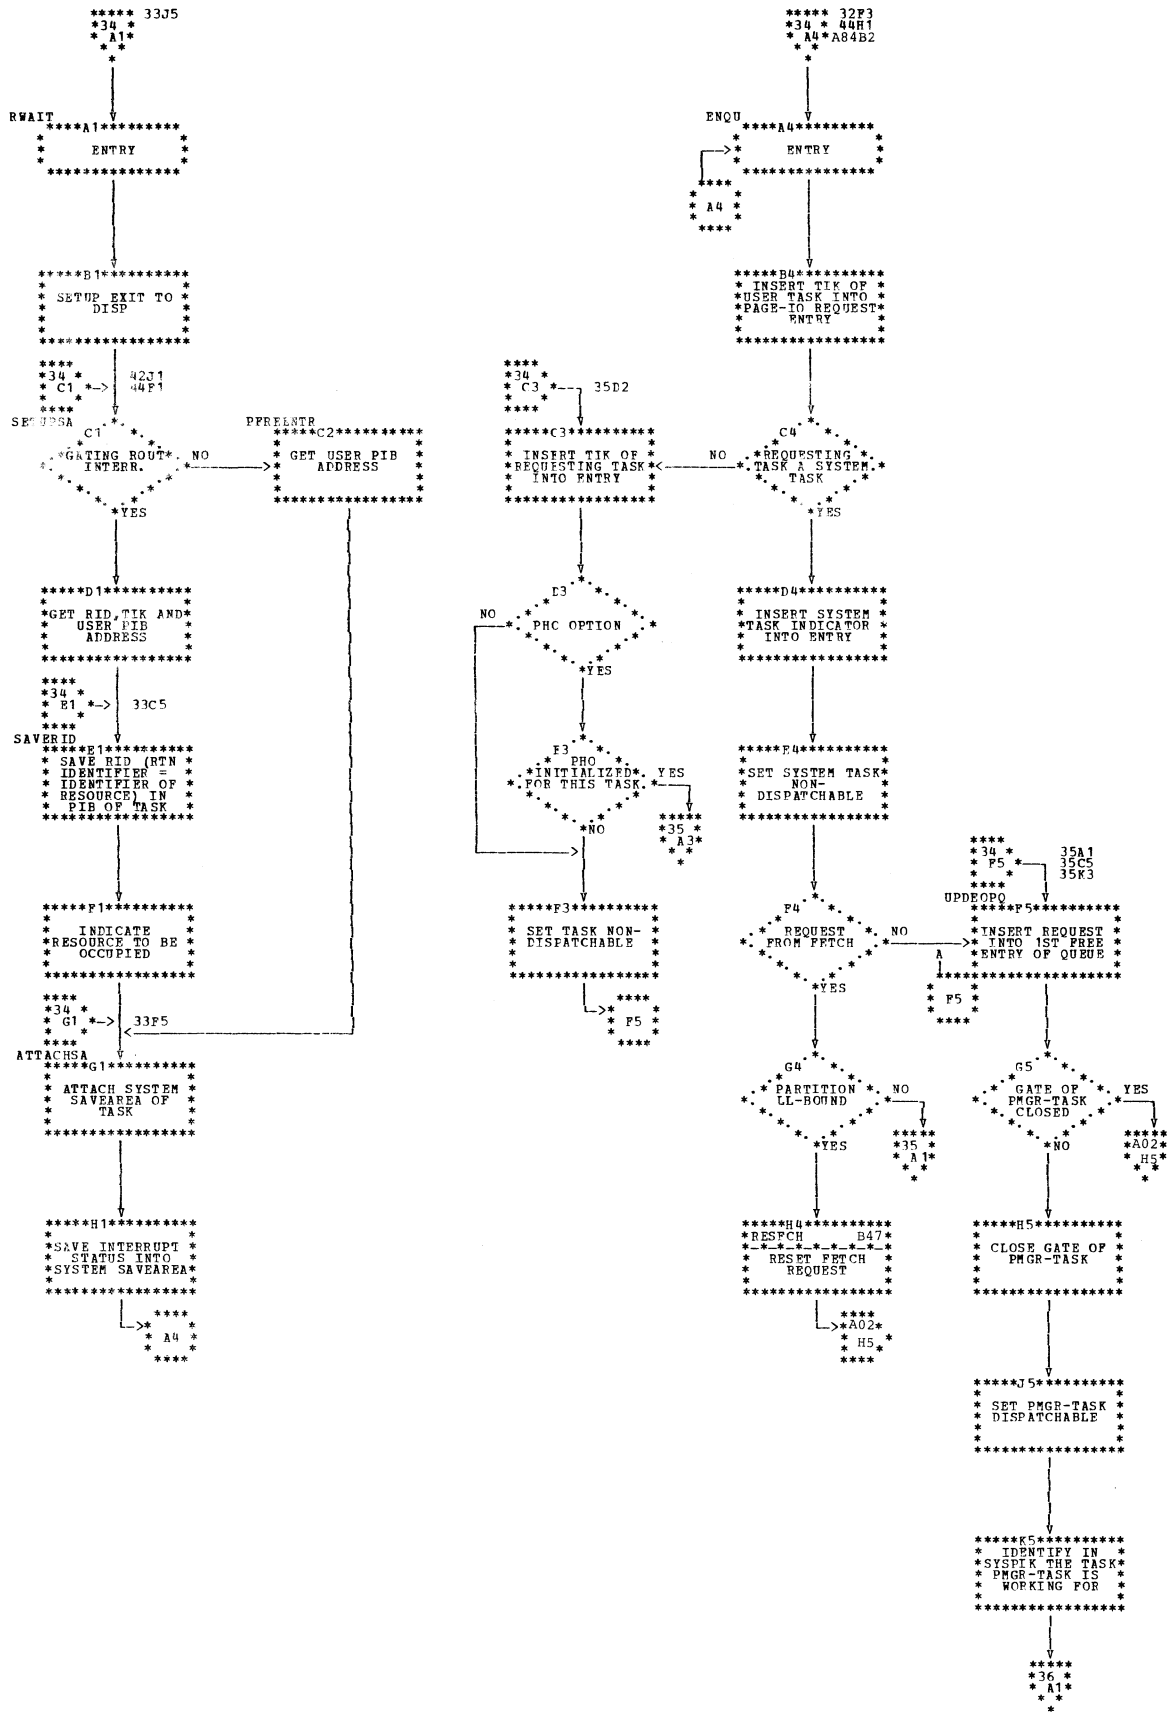 33J5
34
A1
RWAIT
A1
ENTRY
B1
SETUP EXIT TO
DISP
34
C1
42J1
44F1
SETUPSA
C1
GATING ROUT
INTERR.
NO
YES
PFRELNTR
C2
GET USER PIB
ADDRESS
D1
GET RID,TIK AND
USER PIB
ADDRESS
34
E1
33C5
SAVERID
E1
SAVE RID (RTN
IDENTIFIER =
IDENTIFIER OF
RESOURCE) IN
PIB OF TASK
F1
INDICATE
RESOURCE TO BE
OCCUPIED
34
G1
33F5
ATTACHSA
G1
ATTACH SYSTEM
SAVEAREA OF
TASK
H1
SAVE INTERRUPT
STATUS INTO
SYSTEM SAVEAREA
A4
32F3
34
44H1
A4
A84B2
ENQU
A4
ENTRY
A4
B4
INSERT TIK OF
USER TASK INTO
PAGE-IO REQUEST
ENTRY
34
C3
35D2
C3
INSERT TIK OF
REQUESTING TASK
INTO ENTRY
C4
REQUESTING
TASK A SYSTEM
TASK
NO
YES
D3
PHO OPTION
NO
YES
E3
PHO
INITIALIZED
FOR THIS TASK
YES
NO
35
A3
F3
SET TASK NON-
DISPATCHABLE
F5
D4
INSERT SYSTEM
TASK INDICATOR
INTO ENTRY
E4
SET SYSTEM TASK
NON-
DISPATCHABLE
F4
REQUEST
FROM FETCH
NO
YES
A
F5
34
F5
35A1
35C5
35K3
UPDEOPQ
F5
INSERT REQUEST
INTO 1ST FREE
ENTRY OF QUEUE
G4
PARTITION
LL-BOUND
NO
YES
35
A1
H4
RESFCH B47
RESET FETCH
REQUEST
A02
H5
G5
GATE OF
PMGR-TASK
CLOSED
YES
NO
A02
H5
H5
CLOSE GATE OF
PMGR-TASK
J5
SET PMGR-TASK
DISPATCHABLE
K5
IDENTIFY IN
SYSPIK THE TASK
PMGR-TASK IS
WORKING FOR
36
A1